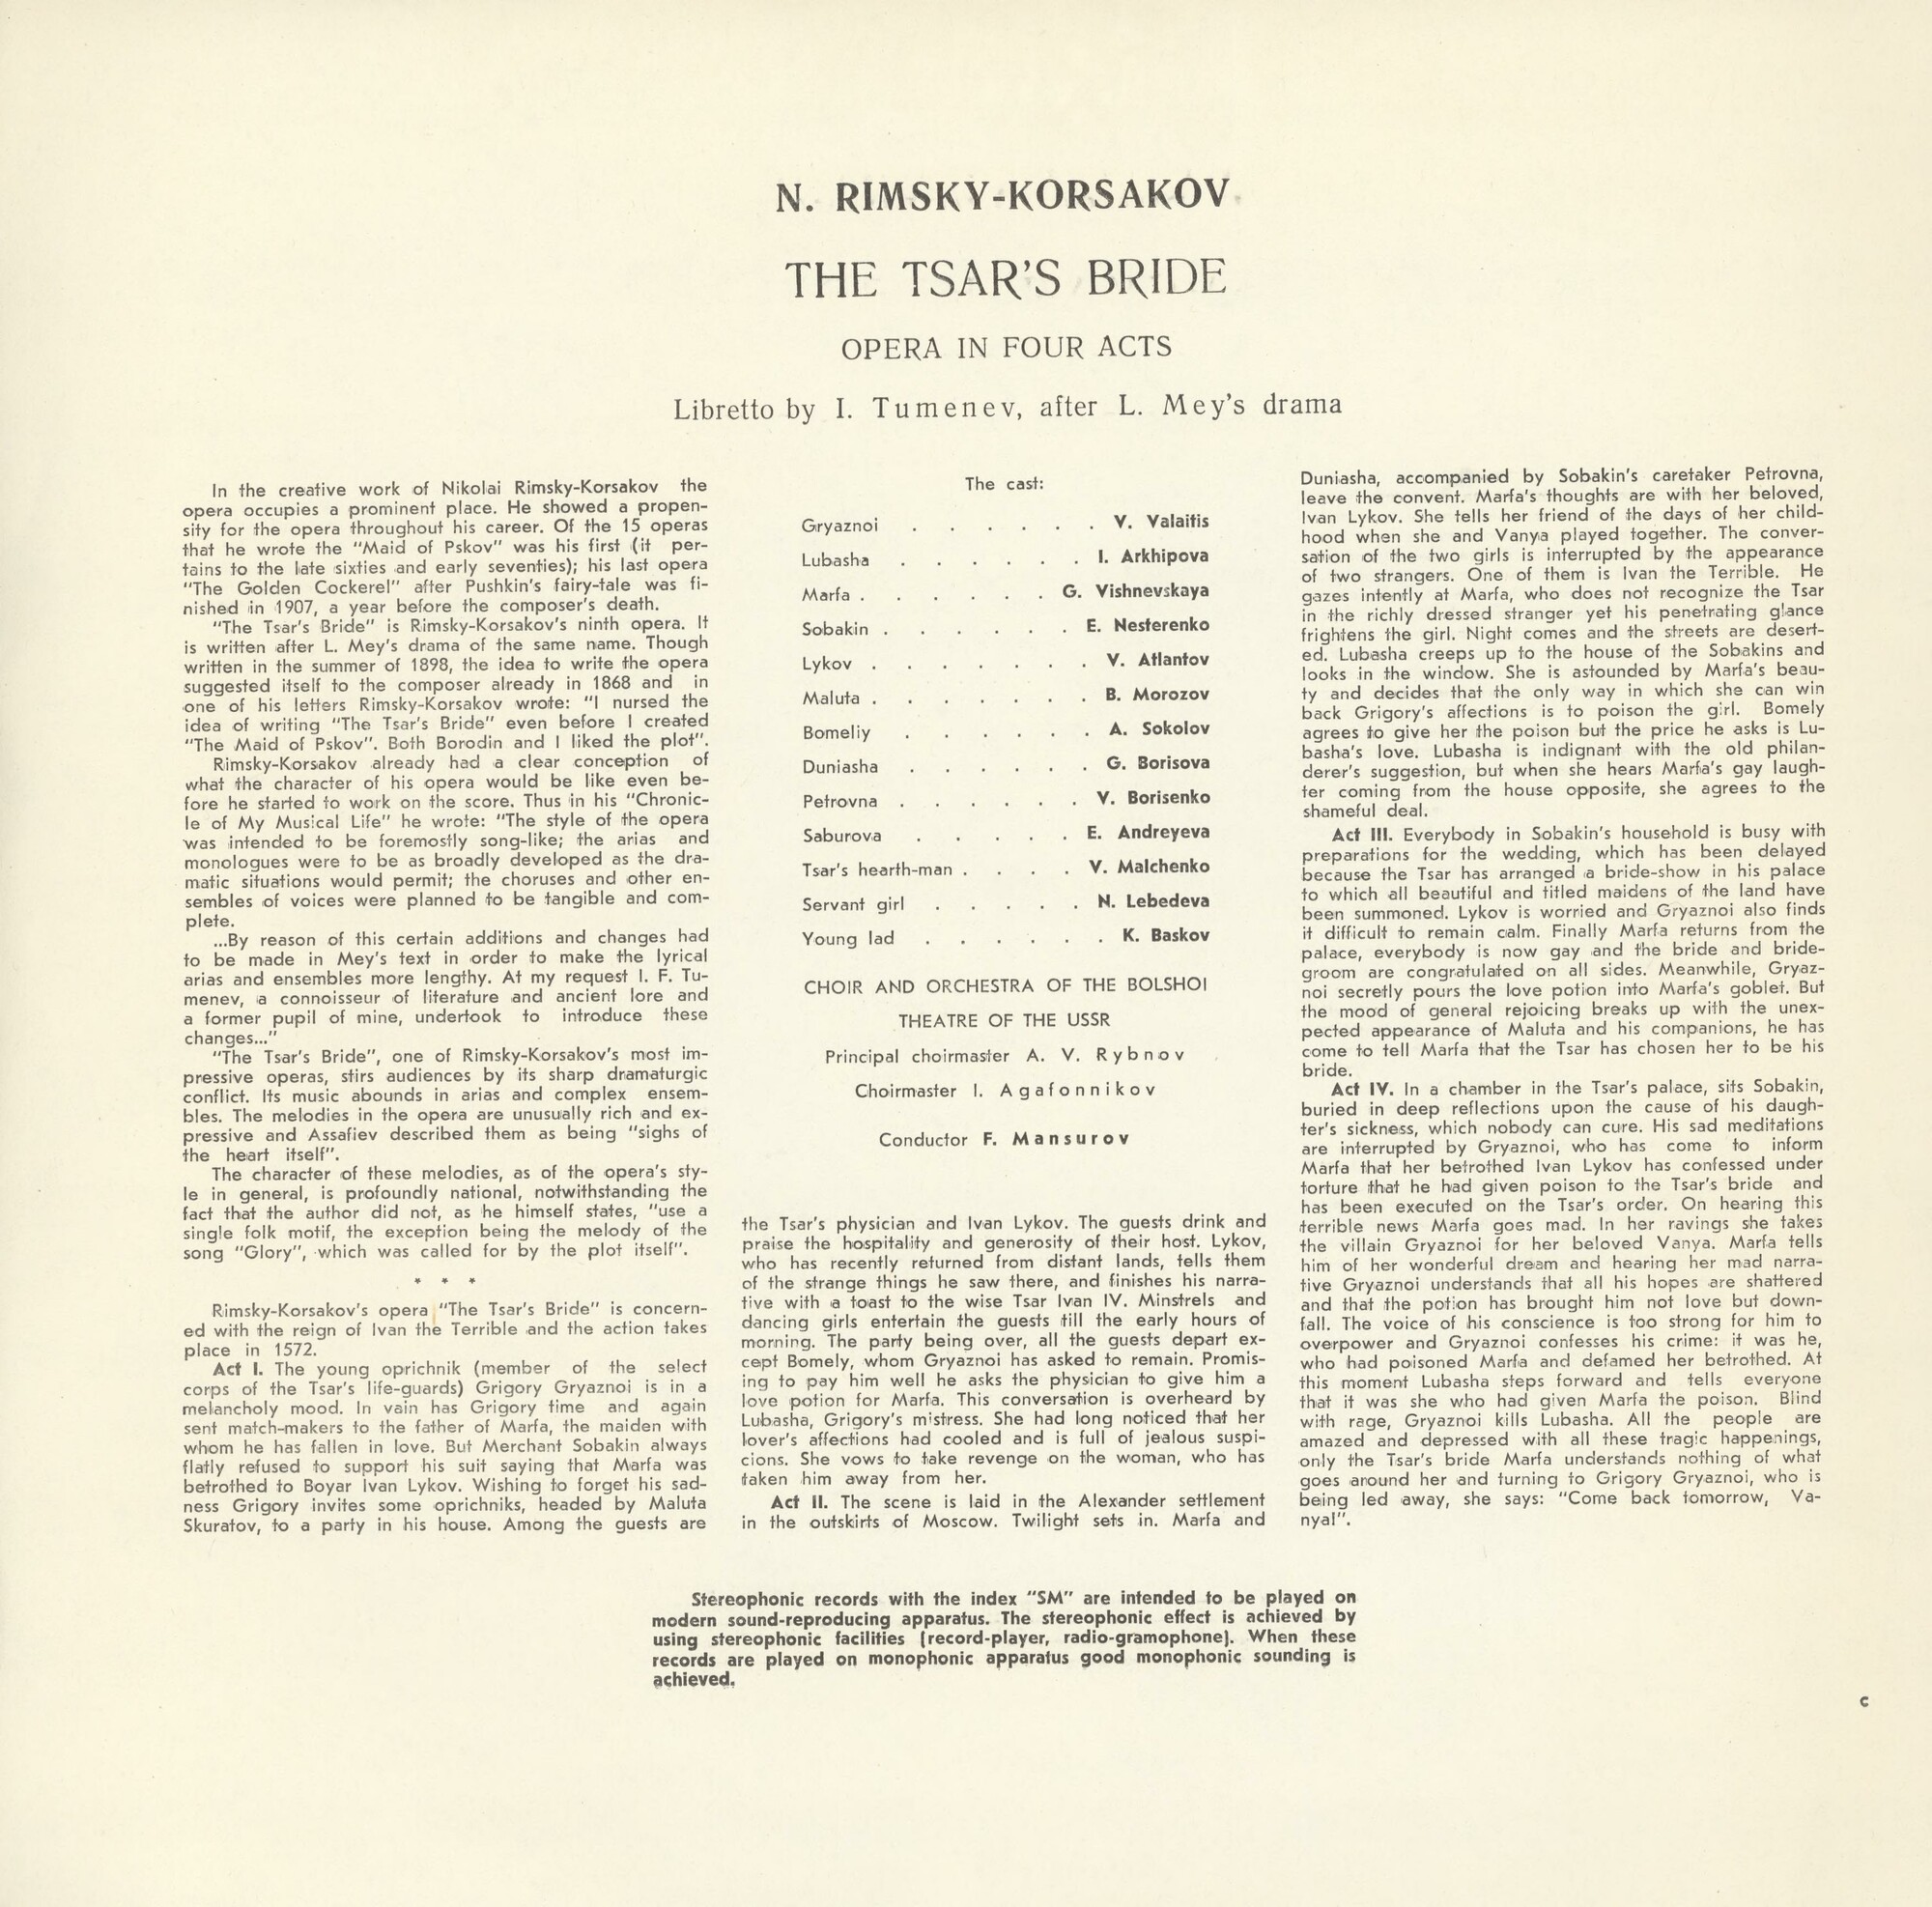 N. RIMSKY-KORSAKOV
THE TSAR'S BRIDE
OPERA IN FOUR ACTS
Libretto by I. Tumenev, after L. Mey's drama
In the creative work of Nikolai Rimsky-Korsakov the
opera occupies a prominent place. He showed a propen-
sity for the opera throughout his career. Of the 15 operas
that he wrote the "Maid of Pskov" was his first (it per-
tains to the late sixties and early seventies); his last opera
"The Golden Cockerel" after Pushkin's fairy-tale was fi-
nished in 1907, a year before the composer's death.
"The Tsar's Bride" is Rimsky-Korsakov's ninth opera. It
is written after L. Mey's drama of the same name. Though
written in the summer of 1898, the idea to write the opera
suggested itself to the composer already in 1868 and in
one of his letters Rimsky-Korsakov wrote: "I nursed the
idea of writing "The Tsar's Bride" even before I created
"The Maid of Pskov". Both Borodin and I liked the plot".
Rimsky-Korsakov already had a clear conception of
what the character of his opera would be like even be-
fore he started to work on the score. Thus in his "Chronic-
le of My Musical Life" he wrote: "The style of the opera
was intended to be foremostly song-like; the arias and
monologues were to be as broadly developed as the dra-
matic situations would permit; the choruses and other en-
sembles of voices were planned to be tangible and com-
plete.
...By reason of this certain additions and changes had
to be made in Mey's text in order to make the lyrical
arias and ensembles more lengthy. At my request I. F. Tu-
menev, a connoisseur of literature and ancient lore and
a former pupil of mine, undertook to introduce these
changes..."
"The Tsar's Bride", one of Rimsky-Korsakov's most im-
pressive operas, stirs audiences by its sharp dramaturgic
conflict. Its music abounds in arias and complex ensem-
bles. The melodies in the opera are unusually rich and ex-
pressive and Assafiev described them as being "sighs of
the heart itself".
The character of these melodies, as of the opera's sty-
le in general, is profoundly national, notwithstanding the
fact that the author did not, as he himself states, "use a
single folk motif, the exception being the melody of the
song "Glory", which was called for by the plot itself".
* * *
Rimsky-Korsakov's opera "The Tsar's Bride" is concern-
ed with the reign of Ivan the Terrible and the action takes
place in 1572.
Act I. The young oprichnik (member of the select
corps of the Tsar's life-guards) Grigory Gryaznoi is in a
melancholy mood. In vain has Grigory time and again
sent match-makers to the father of Marfa, the maiden with
whom he has fallen in love. But Merchant Sobakin always
flatly refused to support his suit saying that Marfa was
betrothed to Boyar Ivan Lykov. Wishing to forget his sad-
ness Grigory invites some oprichniks, headed by Maluta
Skuratov, to a party in his house. Among the guests are
The cast:
Gryaznoi . . . . . . V. Valaitis
Lubasha . . . . . . I. Arkhipova
Marfa . . . . . . G. Vishnevskaya
Sobakin . . . . . . E. Nesterenko
Lykov . . . . . . . V. Atlantov
Maluta . . . . . . . B. Morozov
Bomeliy . . . . . . A. Sokolov
Duniasha . . . . . . G. Borisova
Petrovna . . . . . . V. Borisenko
Saburova . . . . . E. Andreyeva
Tsar's hearth-man . . . . V. Malchenko
Servant girl . . . . . N. Lebedeva
Young lad . . . . . . K. Baskov
CHOIR AND ORCHESTRA OF THE BOLSHOI
THEATRE OF THE USSR
Principal choirmaster A. V. Rybnov
Choirmaster I. Agafonnikov
Conductor F. Mansurov
the Tsar's physician and Ivan Lykov. The guests drink and
praise the hospitality and generosity of their host. Lykov,
who has recently returned from distant lands, tells them
of the strange things he saw there, and finishes his narra-
tive with a toast to the wise Tsar Ivan IV. Minstrels and
dancing girls entertain the guests till the early hours of
morning. The party being over, all the guests depart ex-
cept Bomely, whom Gryaznoi has asked to remain. Promis-
ing to pay him well he asks the physician to give him a
love potion for Marfa. This conversation is overheard by
Lubasha, Grigory's mistress. She had long noticed that her
lover's affections had cooled and is full of jealous suspi-
cions. She vows to take revenge on the woman, who has
taken him away from her.
Act II. The scene is laid in the Alexander settlement
in the outskirts of Moscow. Twilight sets in. Marfa and
Duniasha, accompanied by Sobakin's caretaker Petrovna,
leave the convent. Marfa's thoughts are with her beloved,
Ivan Lykov. She tells her friend of the days of her child-
hood when she and Vanya played together. The conver-
sation of the two girls is interrupted by the appearance
of two strangers. One of them is Ivan the Terrible. He
gazes intently at Marfa, who does not recognize the Tsar
in the richly dressed stranger yet his penetrating glance
frightens the girl. Night comes and the streets are desert-
ed. Lubasha creeps up to the house of the Sobakins and
looks in the window. She is astounded by Marfa's beau-
ty and decides that the only way in which she can win
back Grigory's affections is to poison the girl. Bomely
agrees to give her the poison but the price he asks is Lu-
basha's love. Lubasha is indignant with the old philan-
derer's suggestion, but when she hears Marfa's gay laugh-
ter coming from the house opposite, she agrees to the
shameful deal.
Act III. Everybody in Sobakin's household is busy with
preparations for the wedding, which has been delayed
because the Tsar has arranged a bride-show in his palace
to which all beautiful and titled maidens of the land have
been summoned. Lykov is worried and Gryaznoi also finds
it difficult to remain calm. Finally Marfa returns from the
palace, everybody is now gay and the bride and bride-
groom are congratulated on all sides. Meanwhile, Gryaz-
noi secretly pours the love potion into Marfa's goblet. But
the mood of general rejoicing breaks up with the unex-
pected appearance of Maluta and his companions, he has
come to tell Marfa that the Tsar has chosen her to be his
bride.
Act IV. In a chamber in the Tsar's palace, sits Sobakin,
buried in deep reflections upon the cause of his daugh-
ter's sickness, which nobody can cure. His sad meditations
are interrupted by Gryaznoi, who has come to inform
Marfa that her betrothed Ivan Lykov has confessed under
torture that he had given poison to the Tsar's bride and
has been executed on the Tsar's order. On hearing this
terrible news Marfa goes mad. In her ravings she takes
the villain Gryaznoi for her beloved Vanya. Marfa tells
him of her wonderful dream and hearing her mad narra-
tive Gryaznoi understands that all his hopes are shattered
and that the potion has brought him not love but down-
fall. The voice of his conscience is too strong for him to
overpower and Gryaznoi confesses his crime: it was he,
who had poisoned Marfa and defamed her betrothed. At
this moment Lubasha steps forward and tells everyone
that it was she who had given Marfa the poison. Blind
with rage, Gryaznoi kills Lubasha. All the people are
amazed and depressed with all these tragic happenings,
only the Tsar's bride Marfa understands nothing of what
goes around her and turning to Grigory Gryaznoi, who is
being led away, she says: "Come back tomorrow, Va-
nya!".
Stereophonic records with the index "SM" are intended to be played on
modern sound-reproducing apparatus. The stereophonic effect is achieved by
using stereophonic facilities (record-player, radio-gramophone). When these
records are played on monophonic apparatus good monophonic sounding is
achieved.
c